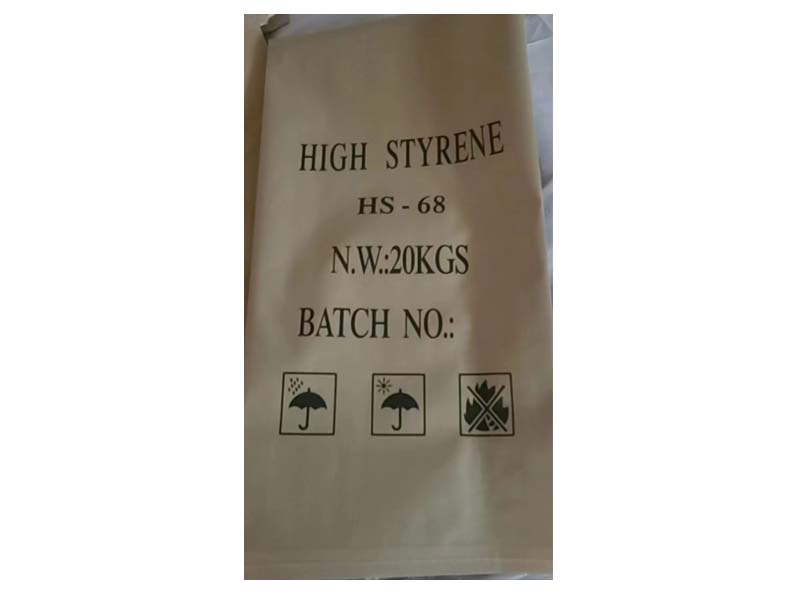 HIGH STYRENE
HS - 68
N.W.:20KGS
BATCH NO.: